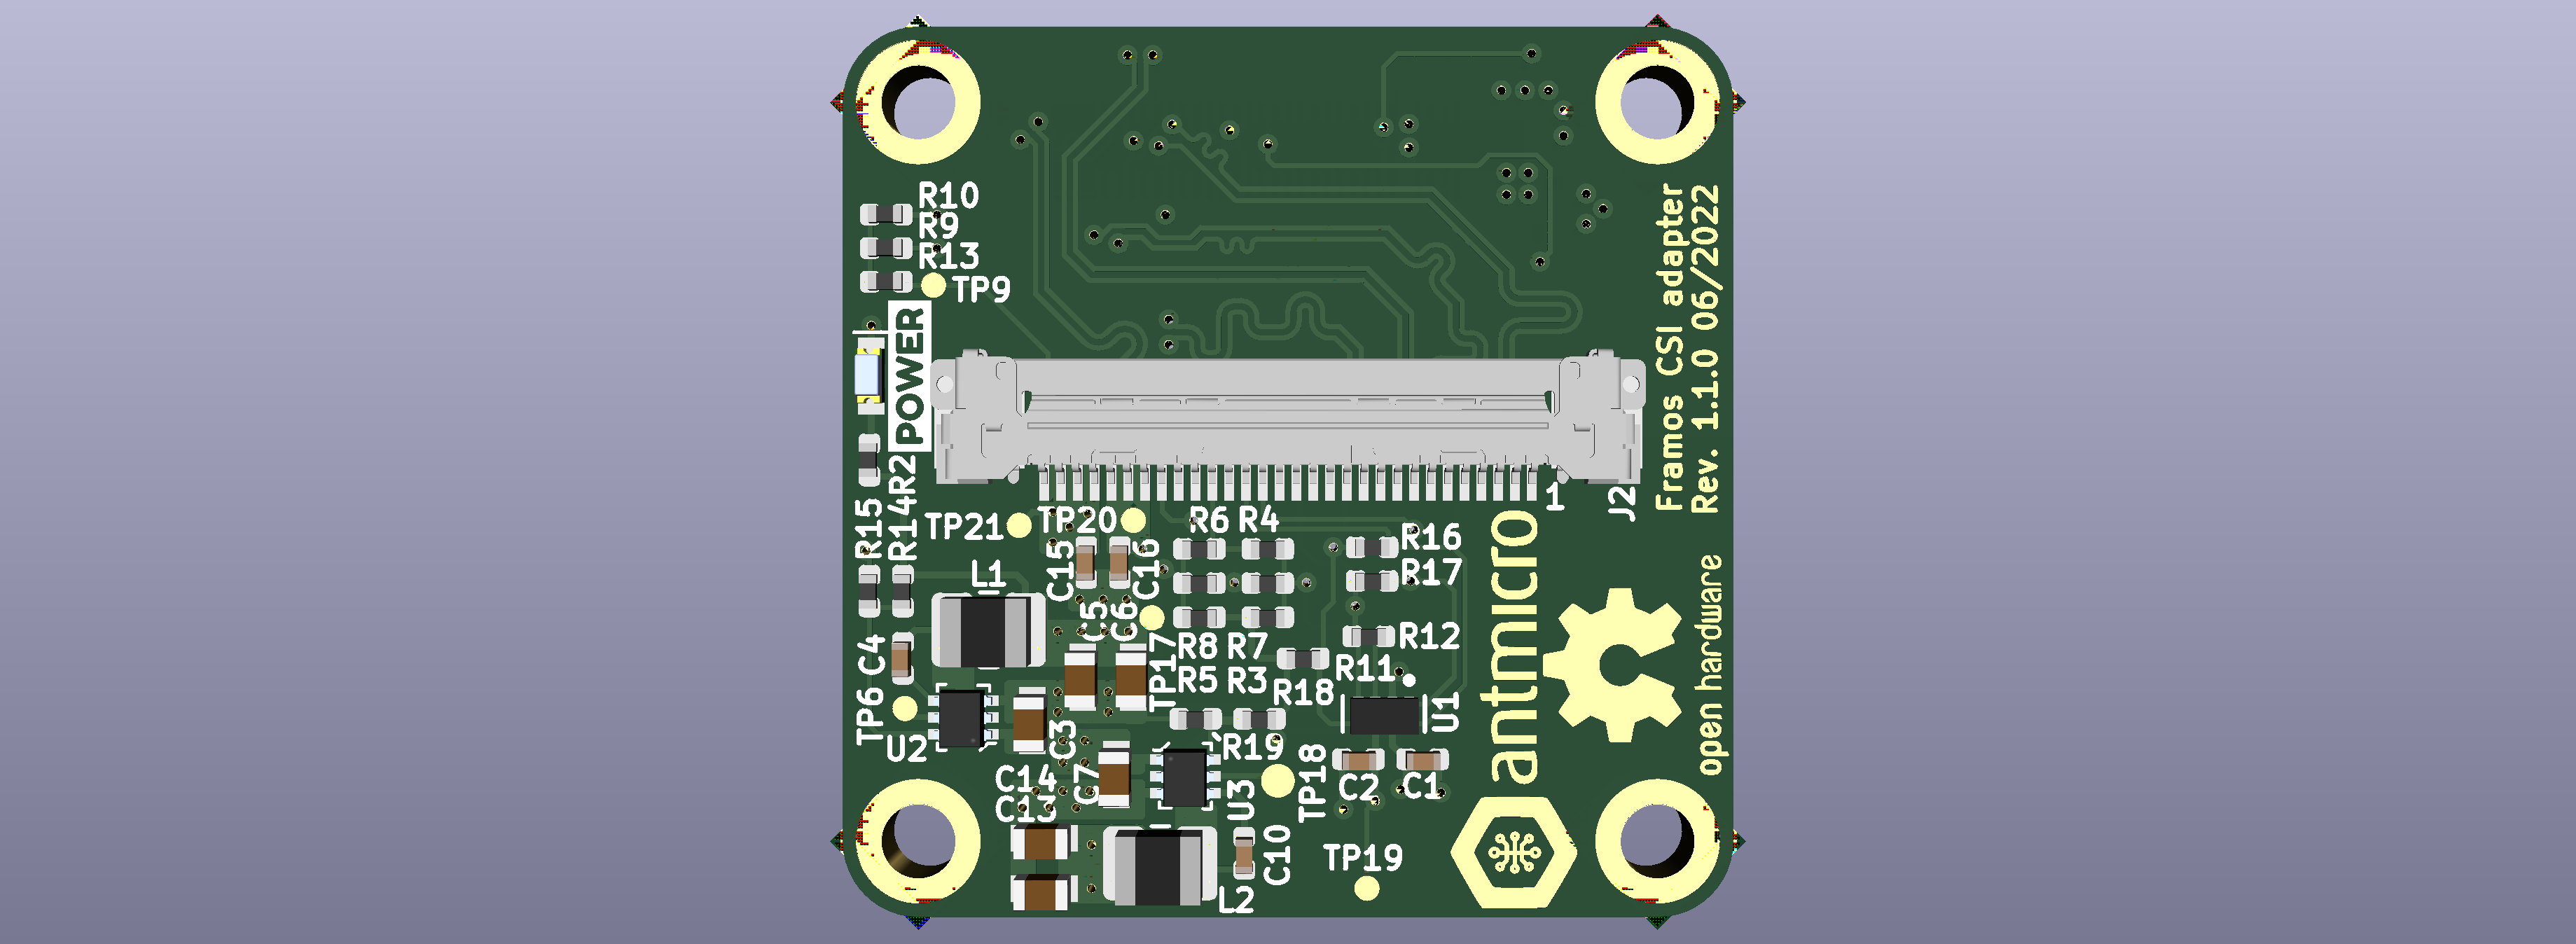 R10
R9
R13
TP9
POWER
R2
R14
R15
TP21
TP20
R6
R4
1
J2
Framos CSI adapter
Rev. 1.1.0 06/2022
R16
R17
C15
C16
L1
C5
C6
R12
TP17
R8
R7
R5
R3
R11
R18
C4
TP6
U2
C3
U1
R19
TP18
C14
C13
C7
U3
C2
C1
antmicro
open hardware
C10
TP19
L2